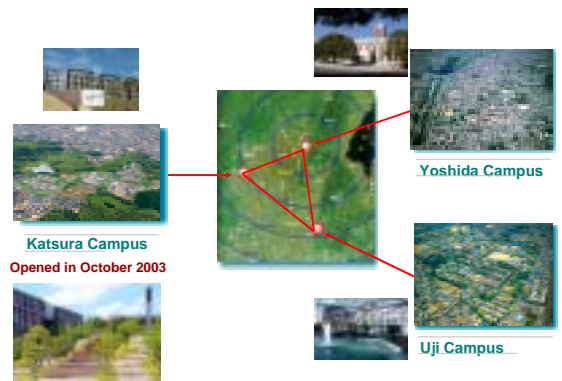 Yoshida Campus
Katsura Campus
Opened in October 2003
Uji Campus